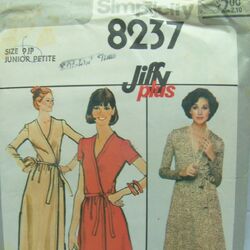 Simplicity
8237
SIZE 9JP
JUNIOR PETITE
Jiffy
plus